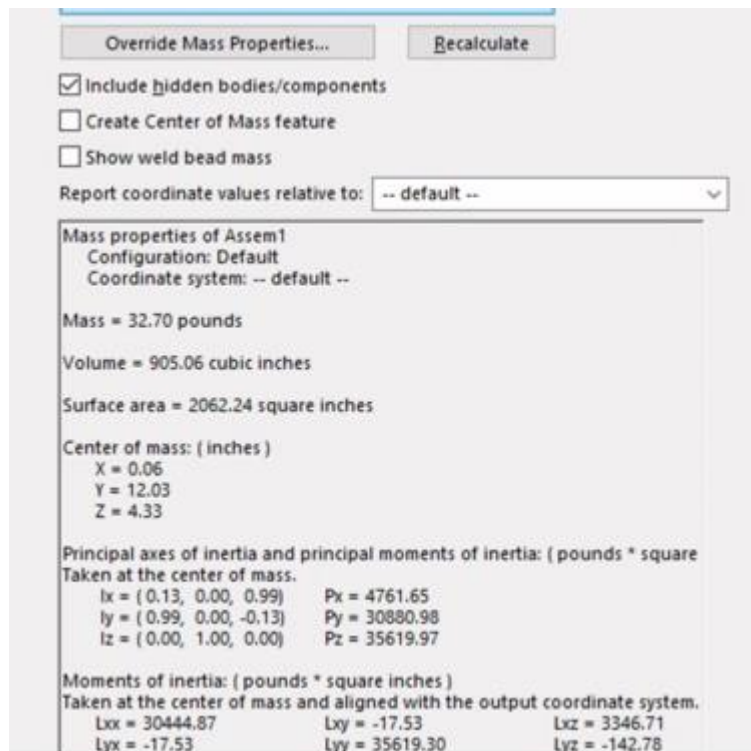 Override Mass Properties... Recalculate
Include hidden bodies/components
Create Center of Mass feature
Show weld bead mass
Report coordinate values relative to: -- default --
Mass properties of Assem1
Configuration: Default
Coordinate system: -- default --
Mass = 32.70 pounds
Volume = 905.06 cubic inches
Surface area = 2062.24 square inches
Center of mass: ( inches )
X = 0.06
Y = 12.03
Z = 4.33
Principal axes of inertia and principal moments of inertia: ( pounds * square
Taken at the center of mass.
Ix = ( 0.13, 0.00, 0.99) Px = 4761.65
Iy = ( 0.99, 0.00, -0.13) Py = 30880.98
Iz = ( 0.00, 1.00, 0.00) Pz = 35619.97
Moments of inertia: ( pounds * square inches )
Taken at the center of mass and aligned with the output coordinate system.
Lxx = 30444.87 Lxy = -17.53 Lxz = 3346.71
Lyx = -17.53 Lyy = 35619.30 Lyz = -142.78